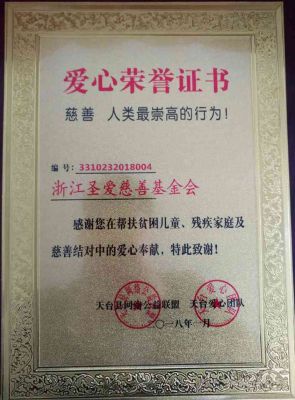 爱心荣誉证书
慈善 人类最崇高的行为!
编 号:3310232018004
浙江圣爱慈善基金会
感谢您在帮扶贫困儿童、残疾家庭及
慈善结对中的爱心奉献,特此致谢!
天台县网商公益联盟 天台爱心团队
二〇一八年一月